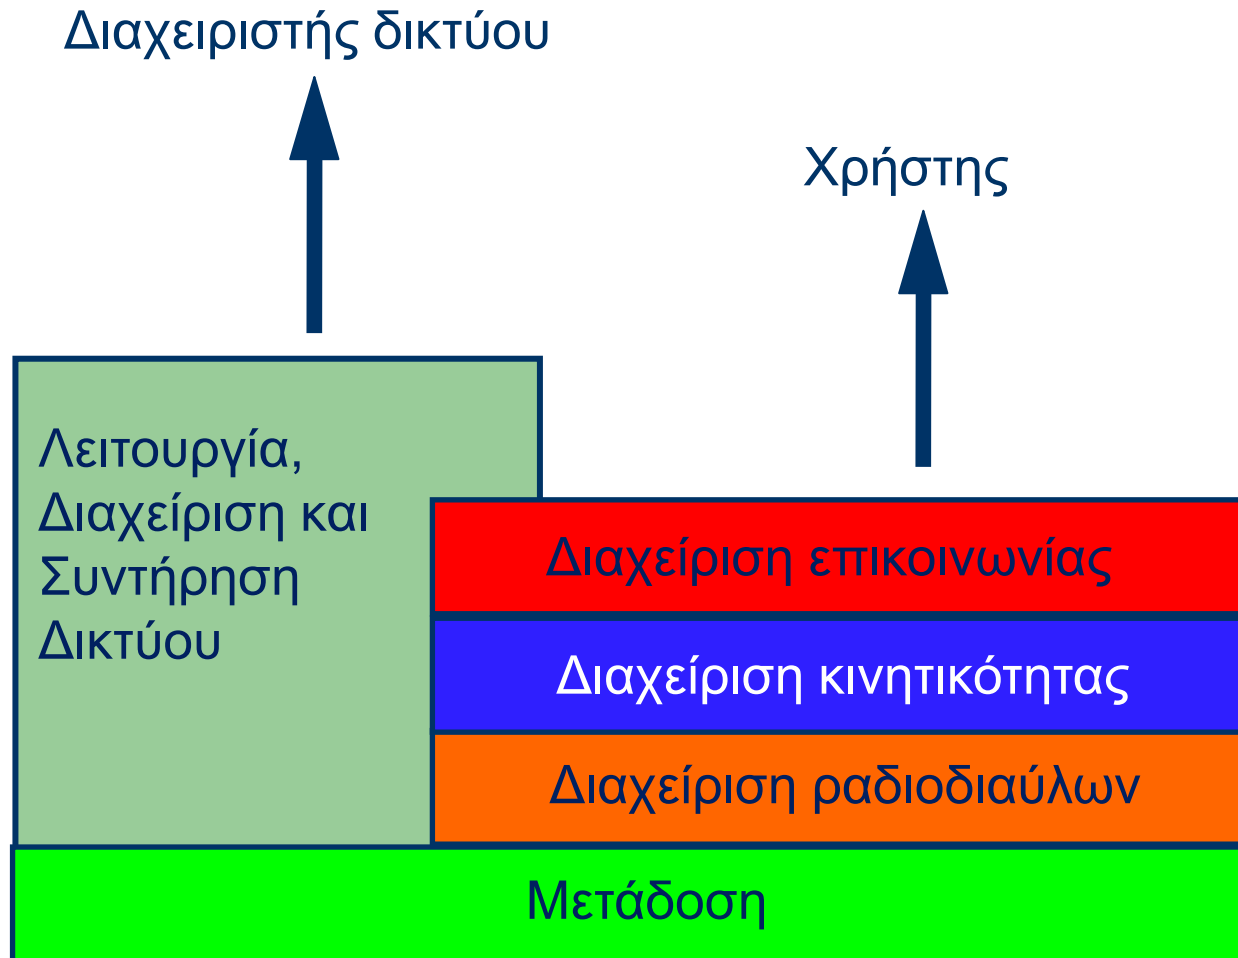 Διαχειριστής δικτύου
Χρήστης
Λειτουργία,
Διαχείριση και
Συντήρηση
Δικτύου
Διαχείριση επικοινωνίας
Διαχείριση κινητικότητας
Διαχείριση ραδιοδιαύλων
Μετάδοση